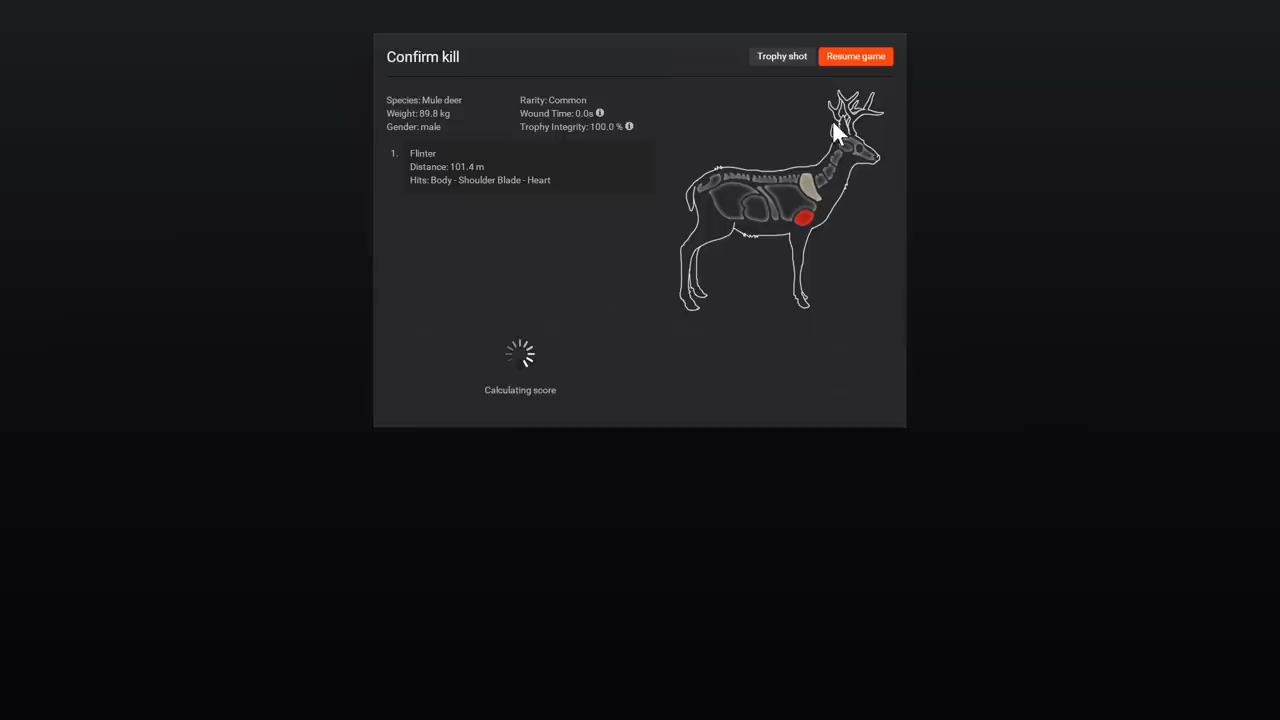 Confirm kill
Trophy shot
Resume game
Species: Mule deer
Weight: 89.8 kg
Gender: male
Rarity: Common
Wound Time: 0.0s
Trophy Integrity: 100.0 %
1. Flinter
Distance: 101.4 m
Hits: Body - Shoulder Blade - Heart
Calculating score